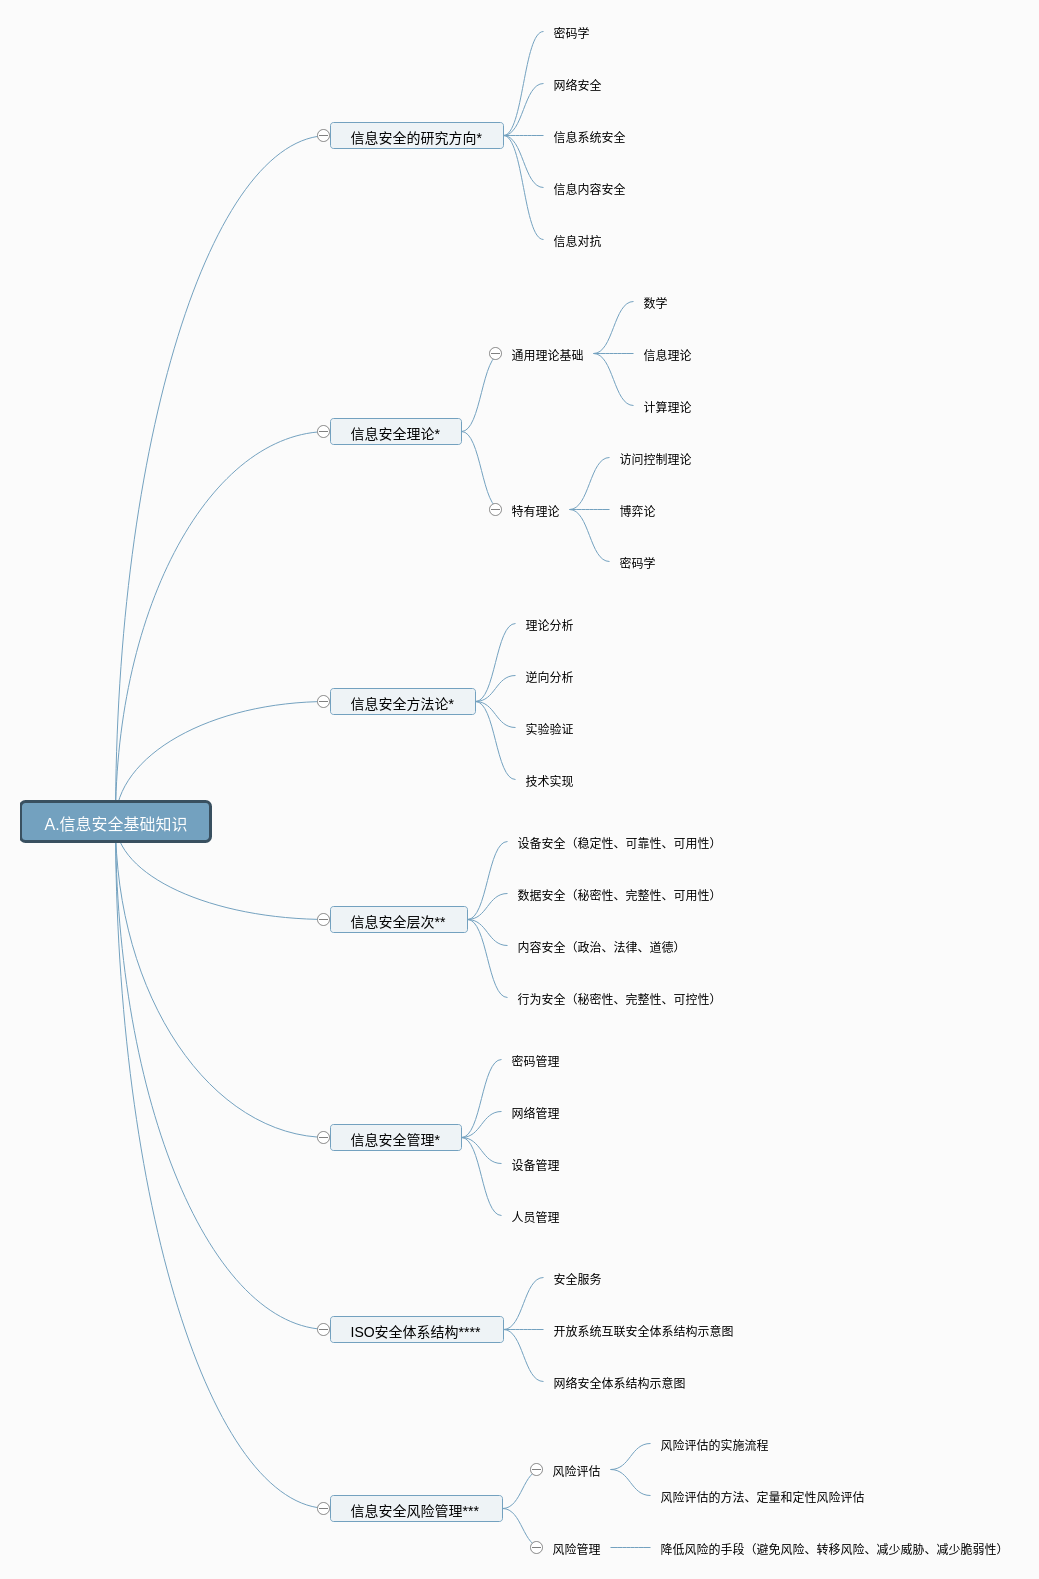 A.信息安全基础知识
信息安全的研究方向*
密码学
网络安全
信息系统安全
信息内容安全
信息对抗
信息安全理论*
通用理论基础
数学
信息理论
计算理论
特有理论
访问控制理论
博弈论
密码学
信息安全方法论*
理论分析
逆向分析
实验验证
技术实现
信息安全层次**
设备安全（稳定性、可靠性、可用性）
数据安全（秘密性、完整性、可用性）
内容安全（政治、法律、道德）
行为安全（秘密性、完整性、可控性）
信息安全管理*
密码管理
网络管理
设备管理
人员管理
ISO安全体系结构****
安全服务
开放系统互联安全体系结构示意图
网络安全体系结构示意图
信息安全风险管理***
风险评估
风险评估的实施流程
风险评估的方法、定量和定性风险评估
风险管理
降低风险的手段（避免风险、转移风险、减少威胁、减少脆弱性）